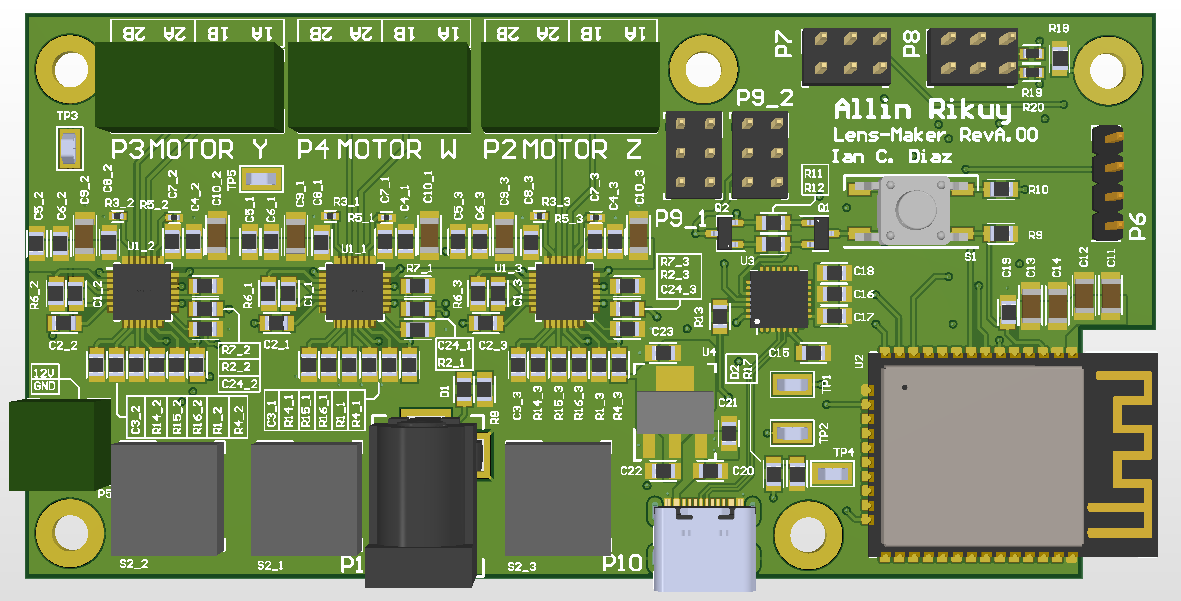 2B 2A 1B 1A
2B 2A 1B 1A
2B 2A 1B 1A
P7
P8
R18
R19
R20
P9_2
Allin Rikuy
Lens-Maker RevA.00
Ian C. Diaz
TP3
P3 MOTOR Y
P4 MOTOR W
P2 MOTOR Z
TP5
R11
R12
P6
C5_2
C6_2
C9_2
C8_2
R3_2
C7_2
R5_2
C4_2
C10_2
C5_1
C6_1
C9_1
C8_1
R3_1
C7_1
R5_1
C4_1
C10_1
C5_3
C6_3
C9_3
C8_3
R3_3
C7_3
R5_3
C4_3
C10_3
P9_1
Q2
Q1
R10
R9
S1
U1_2
U1_1
U1_3
U3
R7_1
R7_3
R2_3
C24_3
C18
C16
C17
C19
C13
C14
C12
C11
R6_2
C1_2
C2_2
R6_1
C1_1
C2_1
R6_3
C1_3
C2_3
R13
C23
U4
C15
U2
R7_2
R2_2
C24_2
C24_1
R2_1
12V
GND
D1
R8
D2
R17
TP1
TP2
TP4
C21
C3_2
R14_2
R15_2
R16_2
R1_2
R4_2
C3_1
R14_1
R15_1
R16_1
R1_1
R4_1
C3_3
R14_3
R15_3
R16_3
R1_3
R4_3
C22
C20
P5
S2_2
S2_1
P1
S2_3
P10